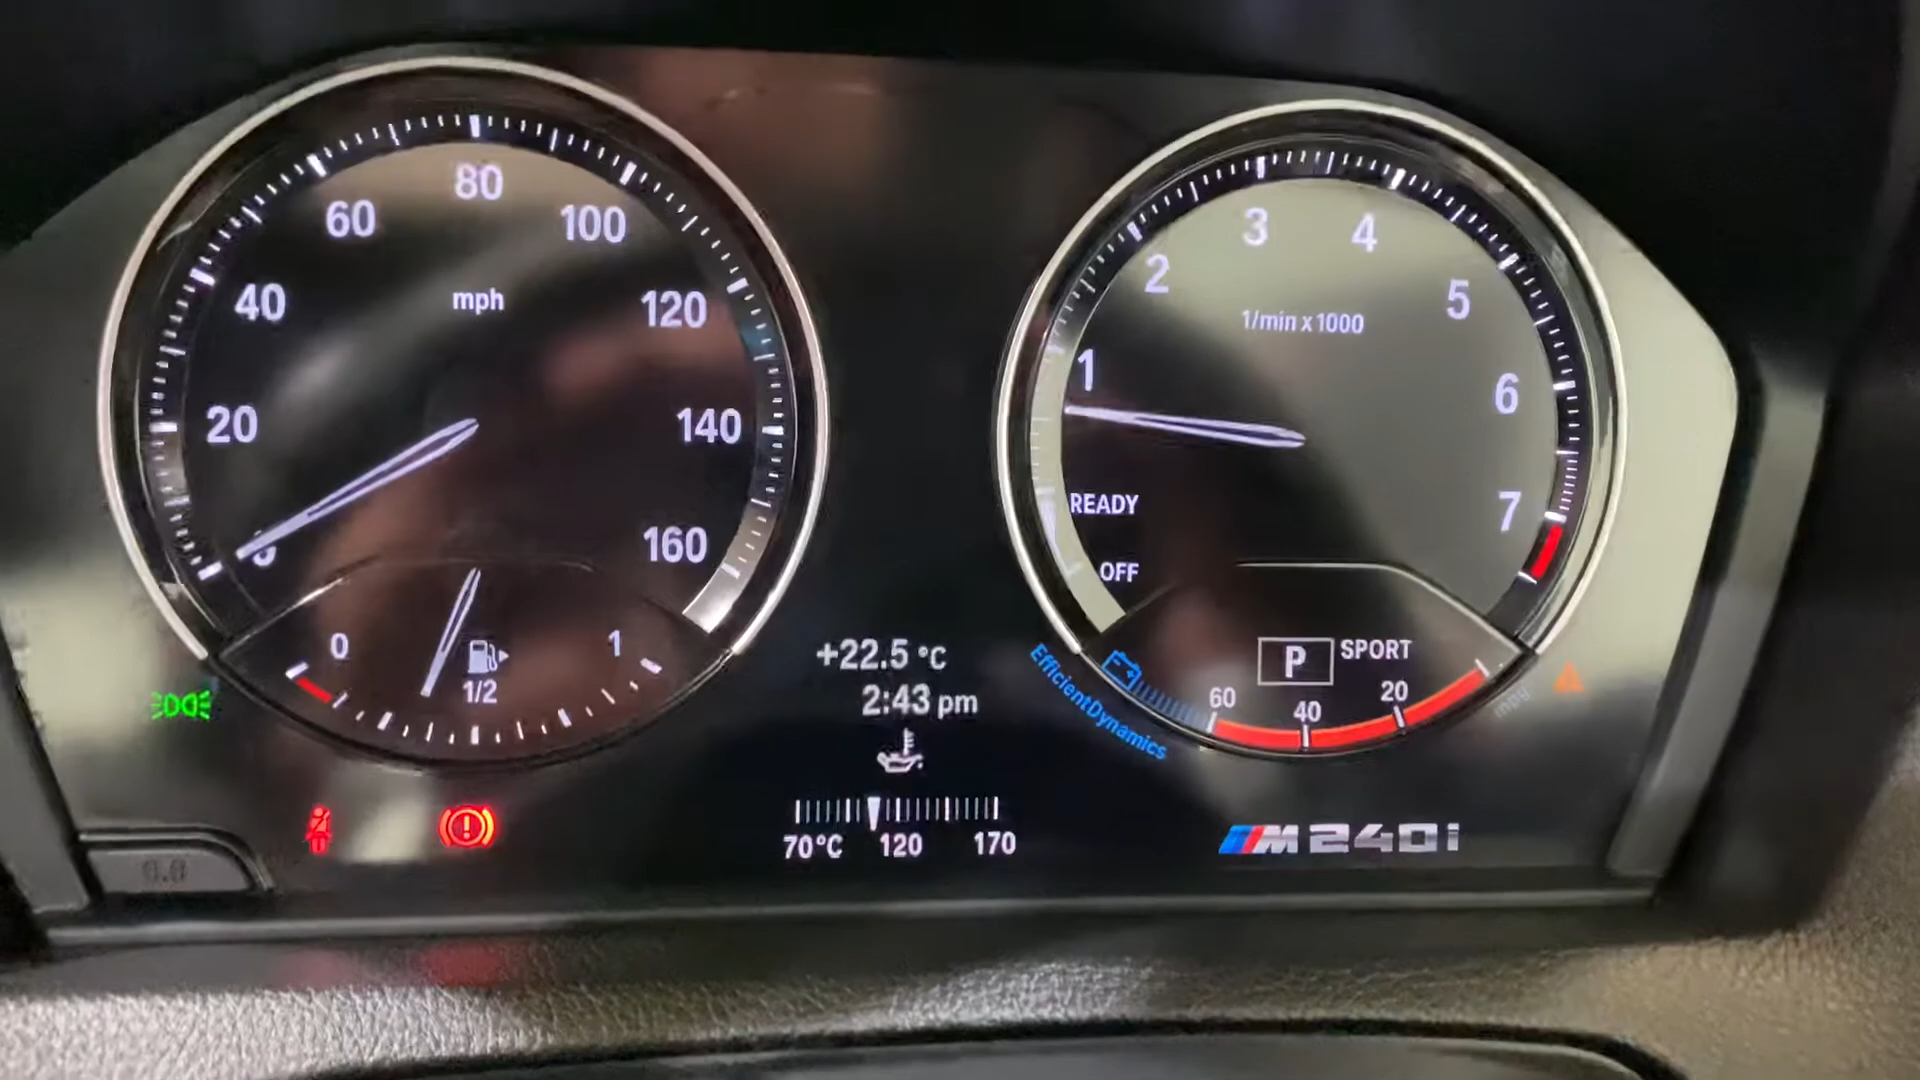 80
60
100
40
120
mph
20
140
160
0
1
1/2
+22.5 °C
2:43 pm
70°C 120 170
3
4
2
5
1/min x 1000
1
6
READY
7
OFF
P SPORT
60
40
20
mpg
EfficientDynamics
M240i
0.0